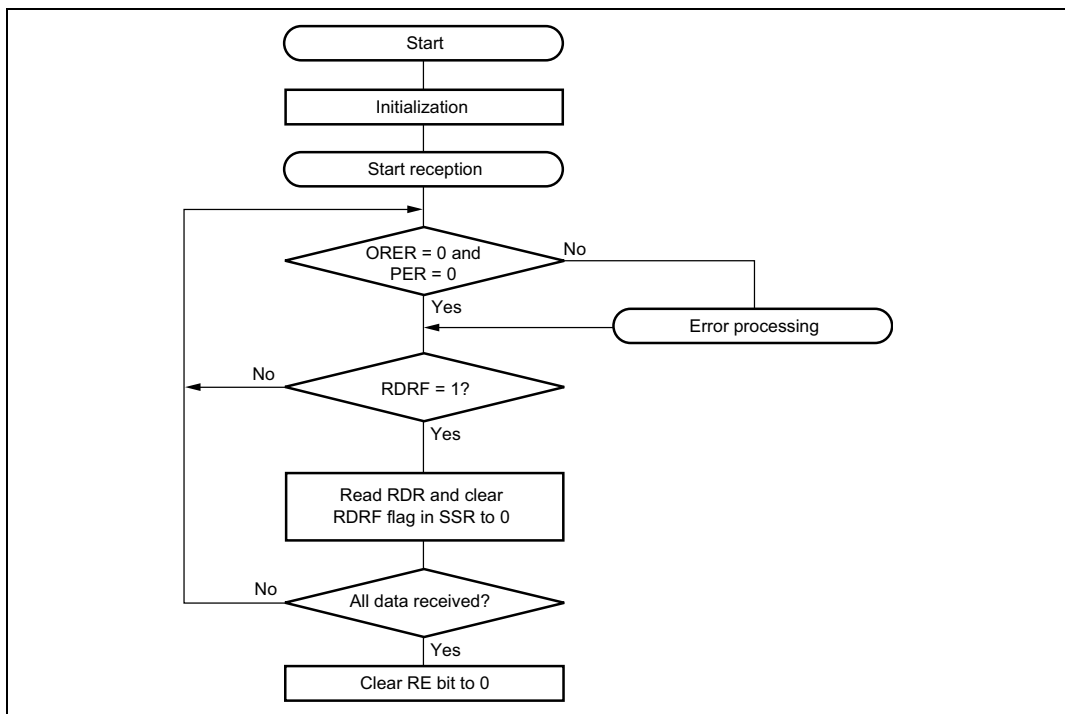 Start
Initialization
Start reception
ORER = 0 and
PER = 0
No
Yes
Error processing
No
RDRF = 1?
Yes
Read RDR and clear
RDRF flag in SSR to 0
No
All data received?
Yes
Clear RE bit to 0